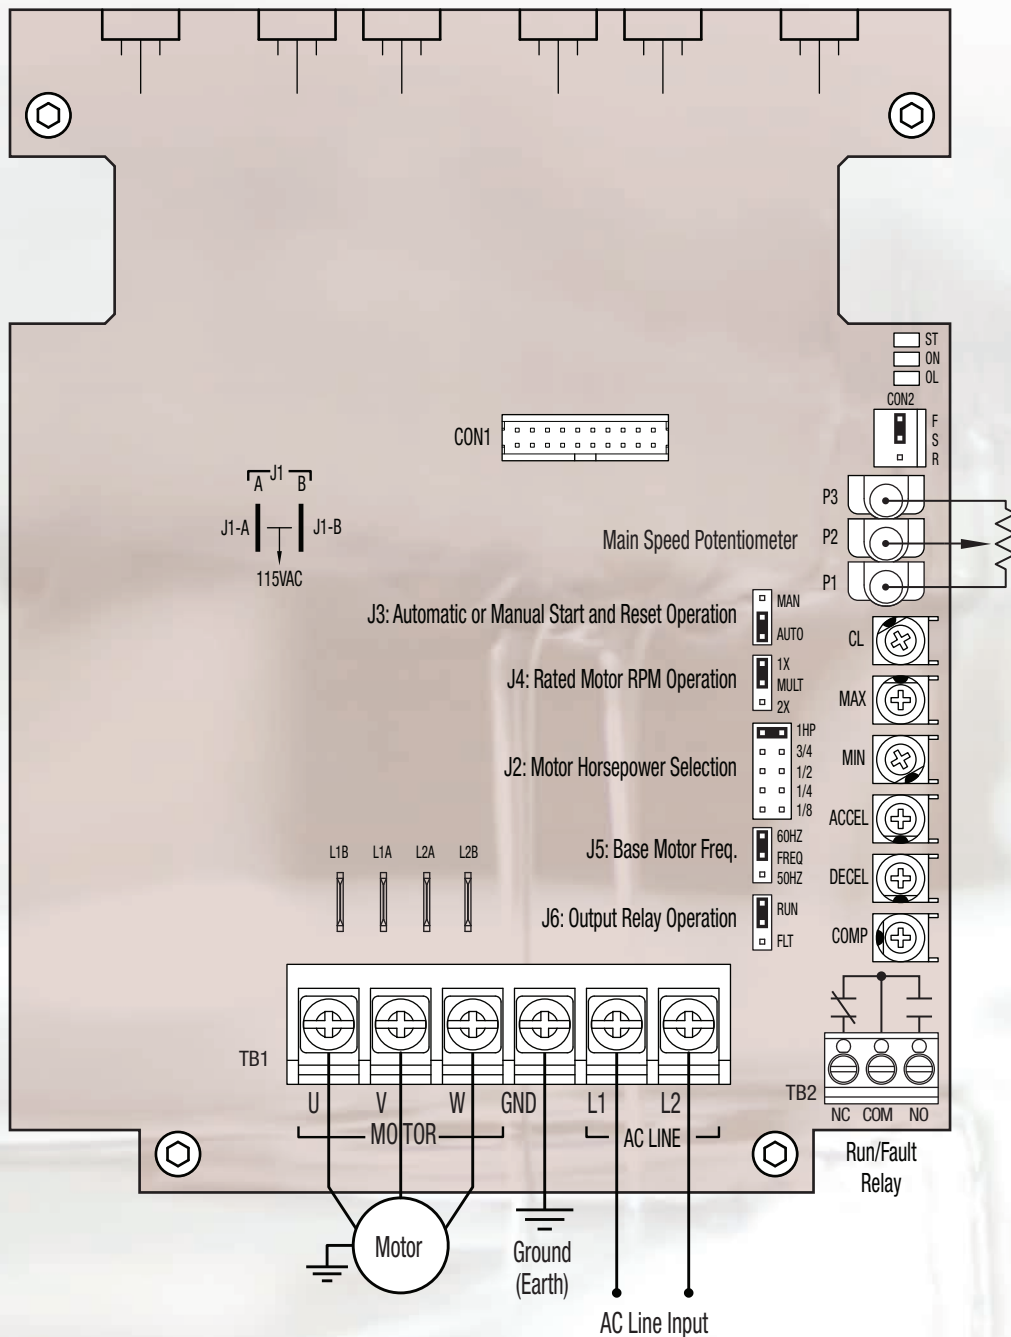 ST
ON
OL
CON2
F
S
R
CON1
J1
A B
J1-A
J1-B
115VAC
P3
Main Speed Potentiometer
P2
P1
J3: Automatic or Manual Start and Reset Operation
MAN
AUTO
CL
J4: Rated Motor RPM Operation
1X
MULT
2X
MAX
J2: Motor Horsepower Selection
1HP
3/4
1/2
1/4
1/8
MIN
ACCEL
J5: Base Motor Freq.
60HZ
FREQ
50HZ
DECEL
L1B L1A L2A L2B
J6: Output Relay Operation
RUN
FLT
COMP
TB1
U V W GND L1 L2
MOTOR
AC LINE
TB2
NC COM NO
Run/Fault
Relay
Motor
Ground
(Earth)
AC Line Input